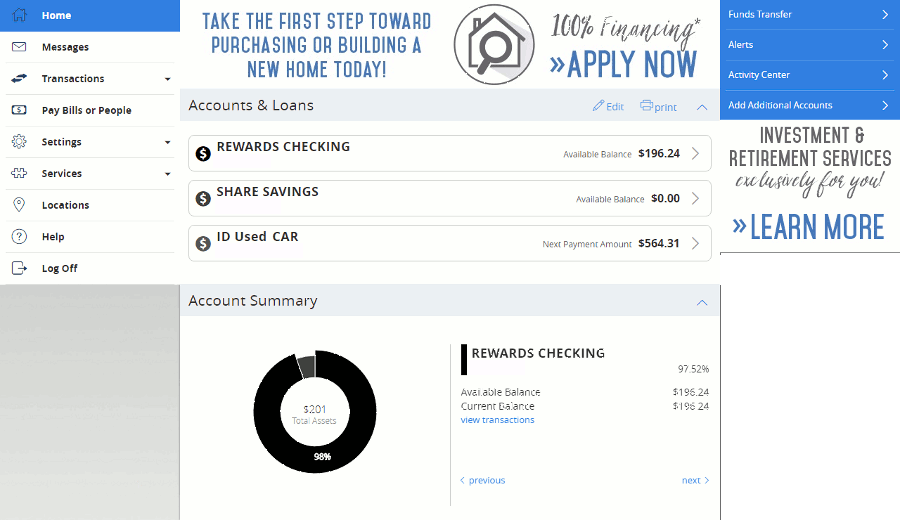 Home
Messages
Transactions
Pay Bills or People
Settings
Services
Locations
Help
Log Off
TAKE THE FIRST STEP TOWARD
PURCHASING OR BUILDING A
NEW HOME TODAY!
100% Financing*
»APPLY NOW
Accounts & Loans
Edit
print
REWARDS CHECKING
Available Balance $196.24
SHARE SAVINGS
Available Balance $0.00
ID Used CAR
Next Payment Amount $564.31
Account Summary
$201
Total Assets
98%
REWARDS CHECKING
97.52%
Available Balance $196.24
Current Balance $196.24
view transactions
previous
next
Funds Transfer
Alerts
Activity Center
Add Additional Accounts
INVESTMENT &
RETIREMENT SERVICES
exclusively for you!
»LEARN MORE